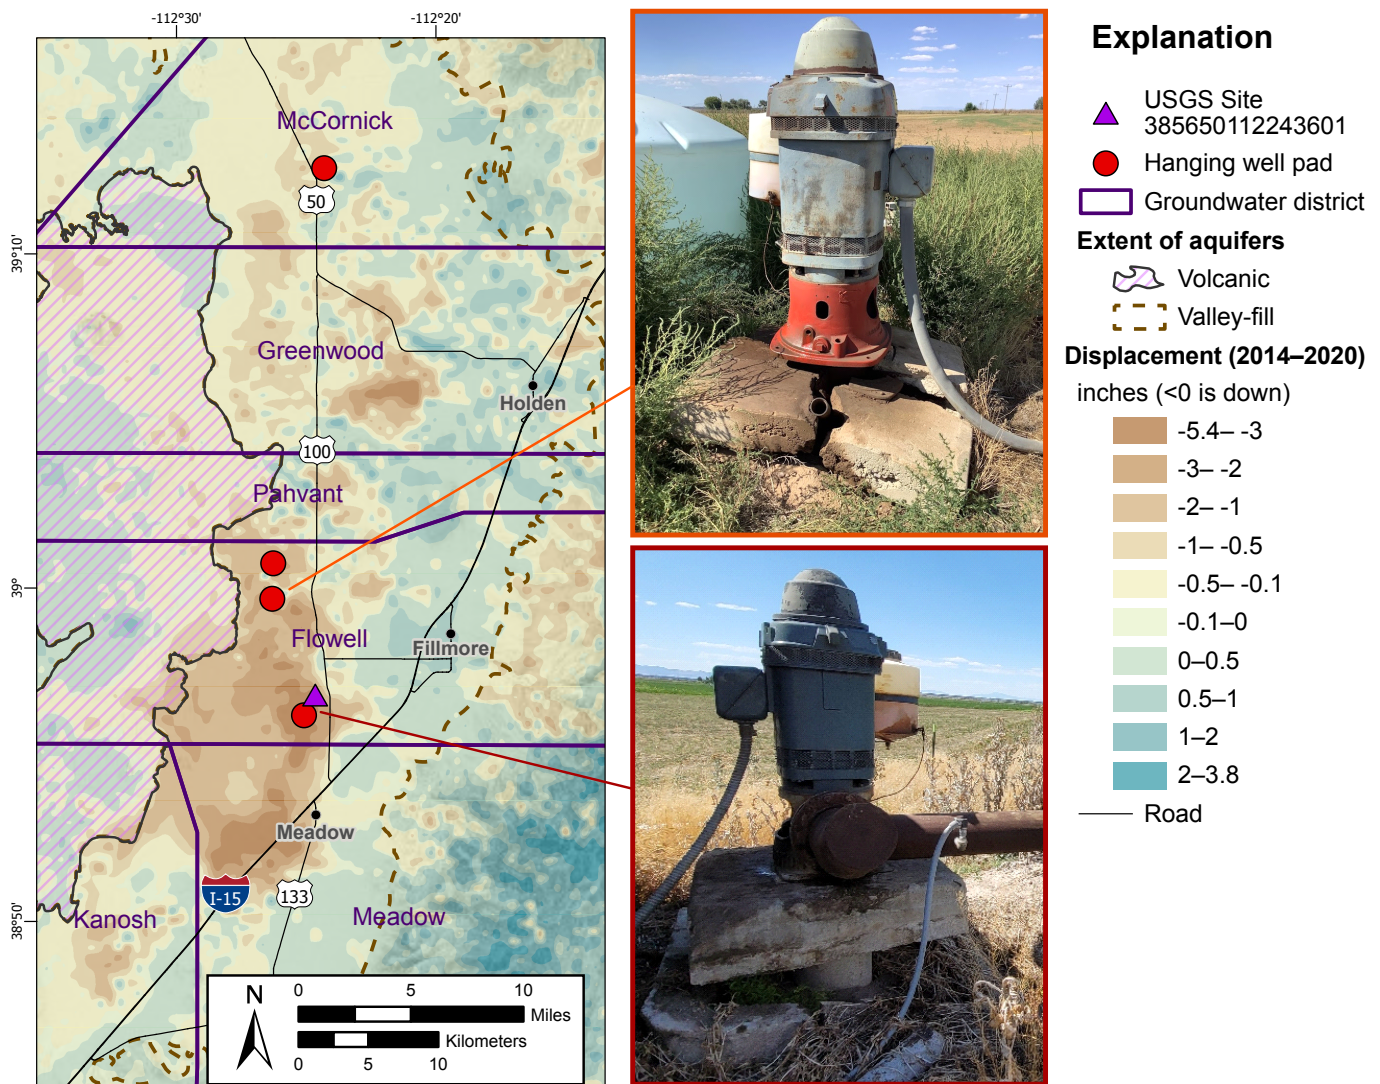 -112°30'
-112°20'
39°10'
39°
38°50'
McCornick
50
Greenwood
Holden
100
Pahvant
Flowell
Fillmore
Meadow
I-15
133
Kanosh
Meadow
N
0 5 10
Miles
Kilometers
0 5 10
Explanation
USGS Site
385650112243601
Hanging well pad
Groundwater district
Extent of aquifers
Volcanic
Valley-fill
Displacement (2014–2020)
inches (<0 is down)
-5.4– -3
-3– -2
-2– -1
-1– -0.5
-0.5– -0.1
-0.1–0
0–0.5
0.5–1
1–2
2–3.8
Road